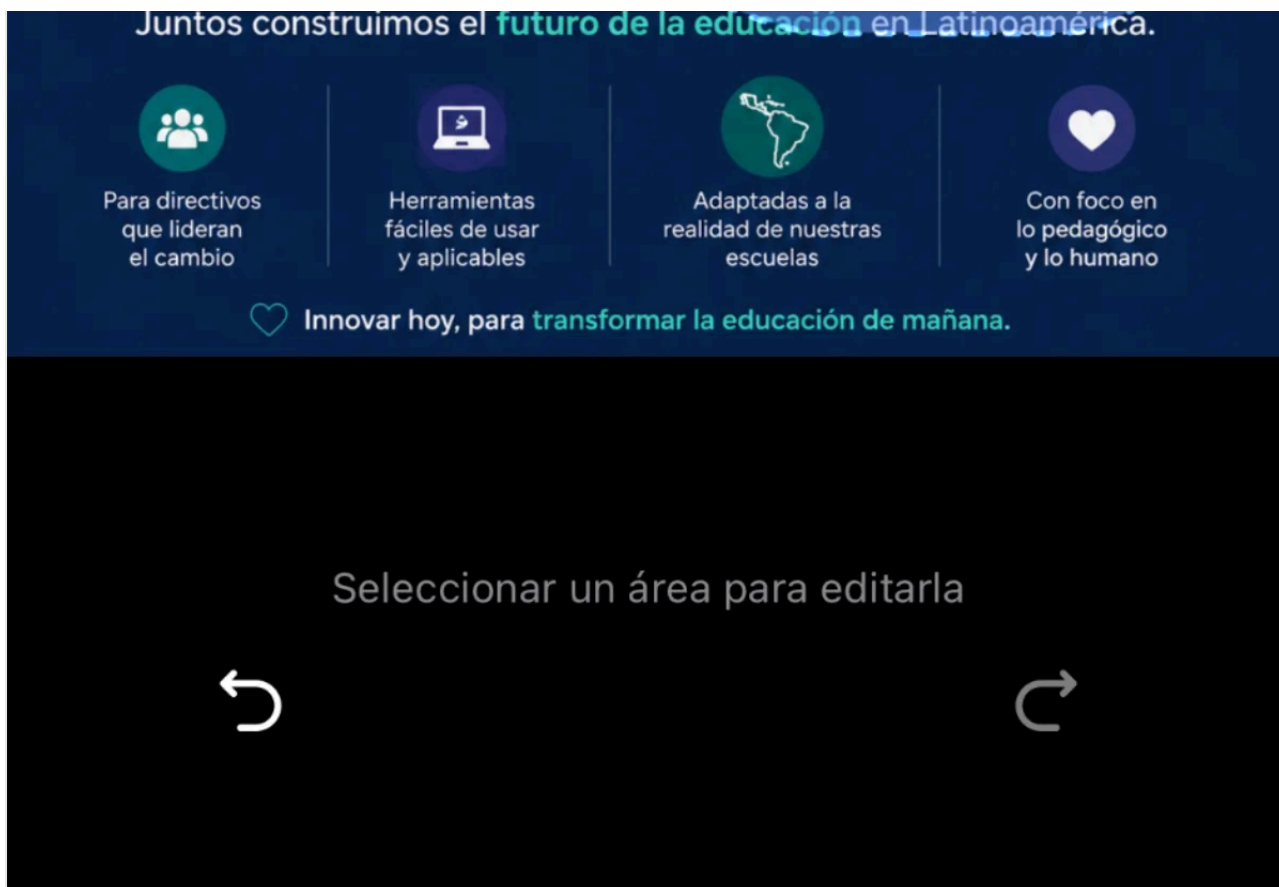 Juntos construimos el futuro de la educación en Latinoamérica.
Para directivos
que lideran
el cambio
Herramientas
fáciles de usar
y aplicables
Adaptadas a la
realidad de nuestras
escuelas
Con foco en
lo pedagógico
y lo humano
Innovar hoy, para transformar la educación de mañana.
Seleccionar un área para editarla